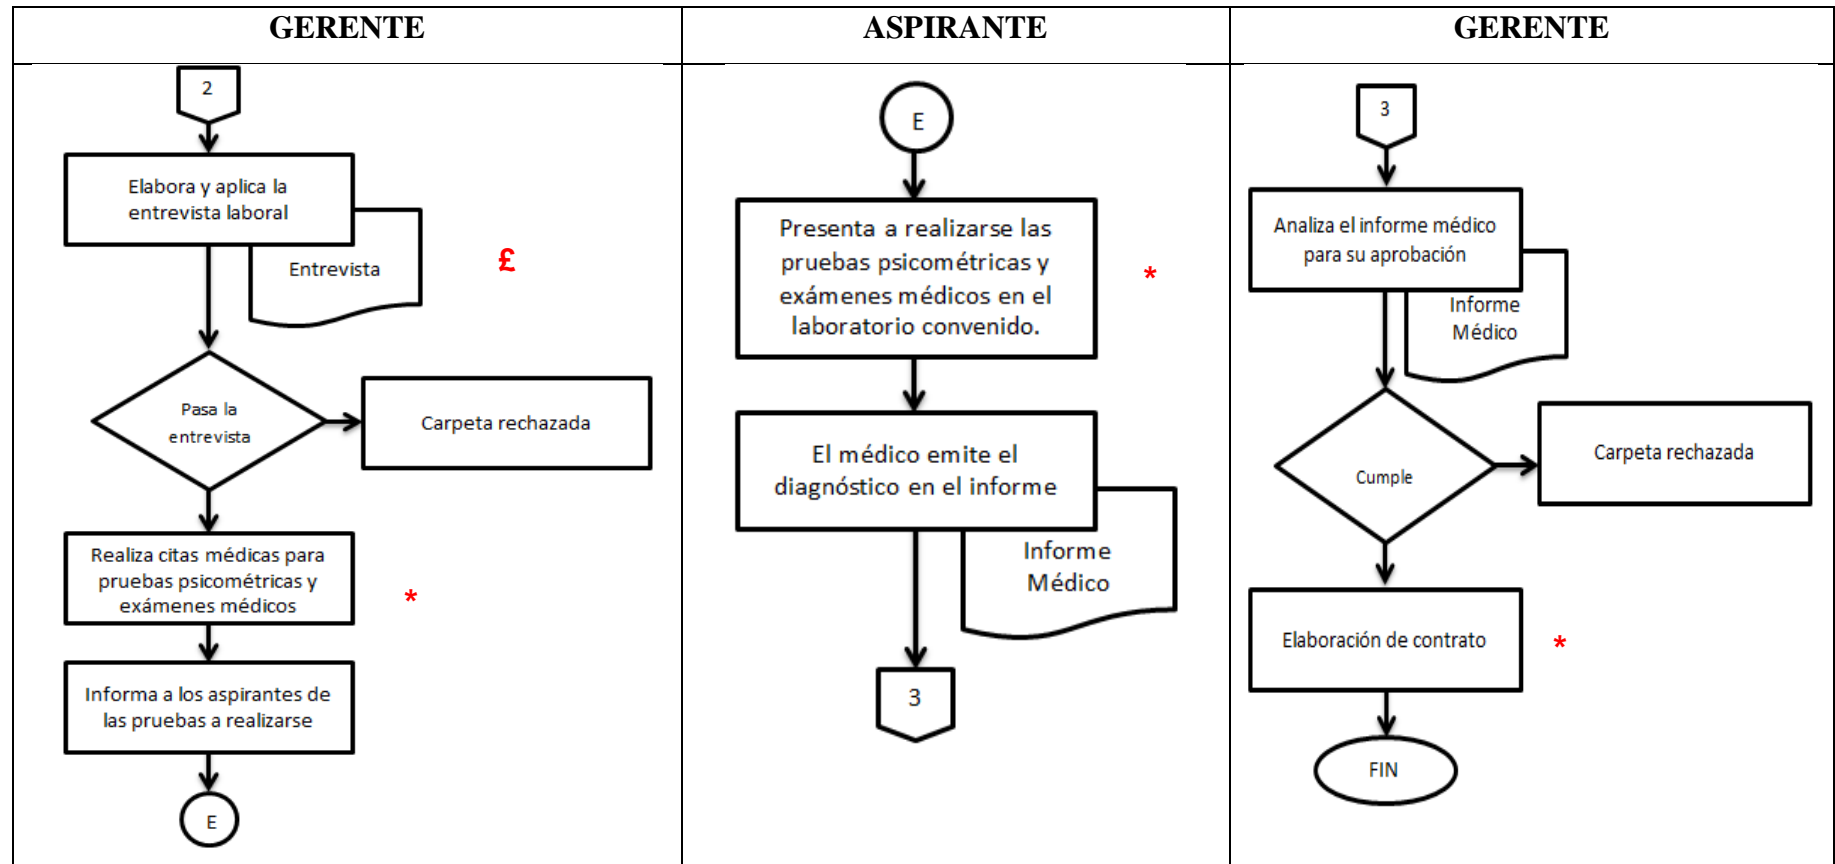 GERENTE
ASPIRANTE
GERENTE
2
Elabora y aplica la
entrevista laboral
Entrevista
£
Pasa la
entrevista
Carpeta rechazada
Realiza citas médicas para
pruebas psicométricas y
exámenes médicos
*
Informa a los aspirantes de
las pruebas a realizarse
E
E
Presenta a realizarse las
pruebas psicométricas y
exámenes médicos en el
laboratorio convenido.
*
El médico emite el
diagnóstico en el informe
Informe
Médico
3
3
Analiza el informe médico
para su aprobación
Informe
Médico
Cumple
Carpeta rechazada
Elaboración de contrato
*
FIN